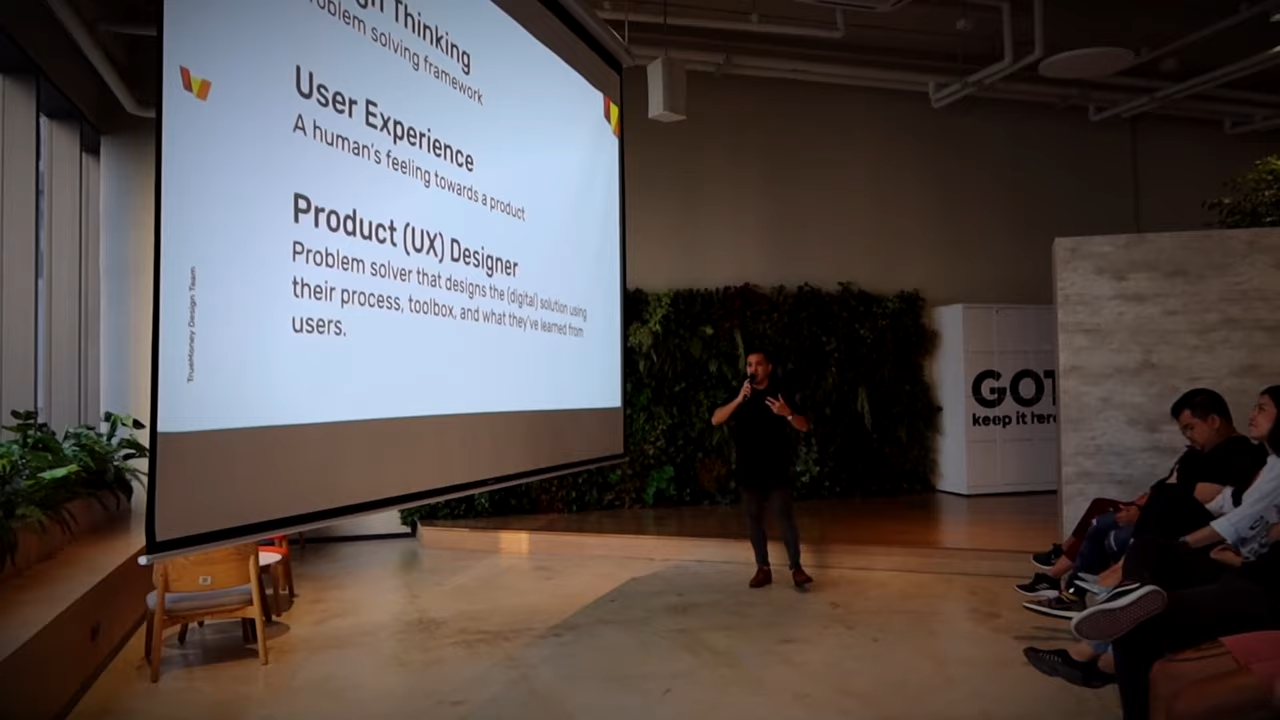 Thinking
Problem solving framework
User Experience
A human's feeling towards a product
Product (UX) Designer
Problem solver that designs the (digital) solution using
their process, toolbox, and what they've learned from
users.
TrueMoney Design Team
GOT
keep it here